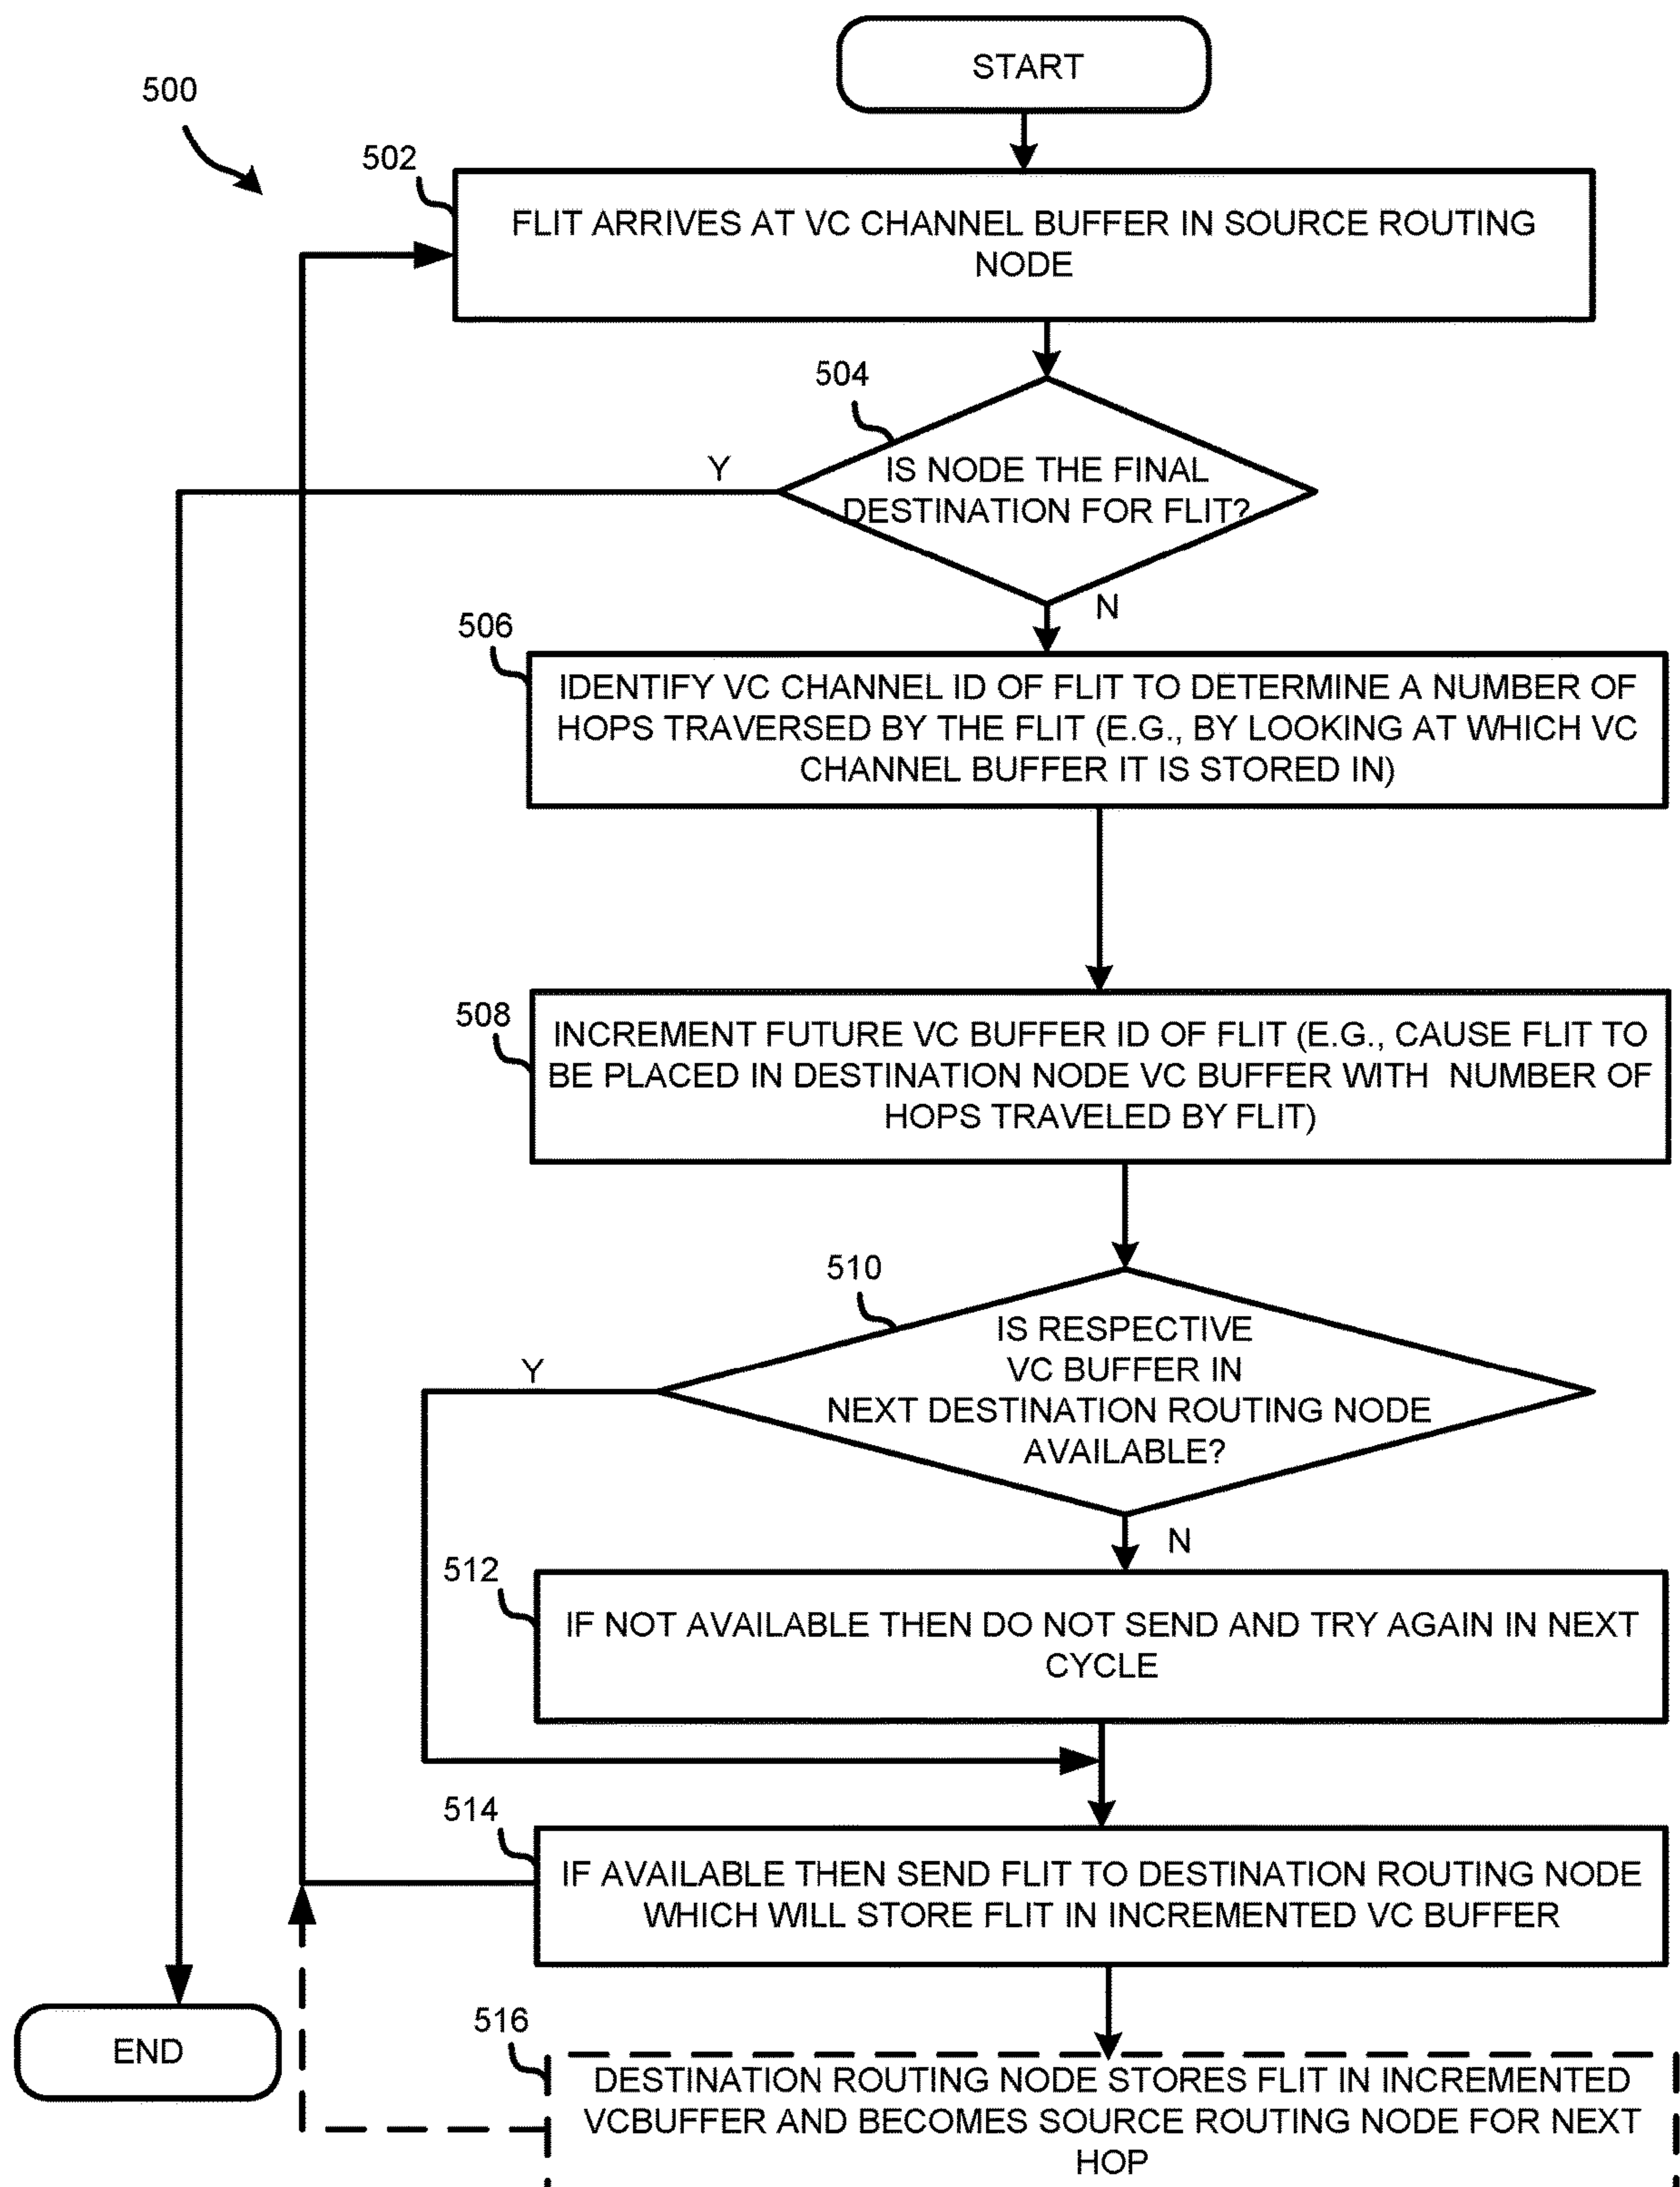 START
500
502
FLIT ARRIVES AT VC CHANNEL BUFFER IN SOURCE ROUTING
NODE
504
Y
IS NODE THE FINAL
DESTINATION FOR FLIT?
N
506
IDENTIFY VC CHANNEL ID OF FLIT TO DETERMINE A NUMBER OF
HOPS TRAVERSED BY THE FLIT (E.G., BY LOOKING AT WHICH VC
CHANNEL BUFFER IT IS STORED IN)
508
INCREMENT FUTURE VC BUFFER ID OF FLIT (E.G., CAUSE FLIT TO
BE PLACED IN DESTINATION NODE VC BUFFER WITH NUMBER OF
HOPS TRAVELED BY FLIT)
510
Y
IS RESPECTIVE
VC BUFFER IN
NEXT DESTINATION ROUTING NODE
AVAILABLE?
N
512
IF NOT AVAILABLE THEN DO NOT SEND AND TRY AGAIN IN NEXT
CYCLE
514
IF AVAILABLE THEN SEND FLIT TO DESTINATION ROUTING NODE
WHICH WILL STORE FLIT IN INCREMENTED VC BUFFER
END
516
DESTINATION ROUTING NODE STORES FLIT IN INCREMENTED
VCBUFFER AND BECOMES SOURCE ROUTING NODE FOR NEXT
HOP